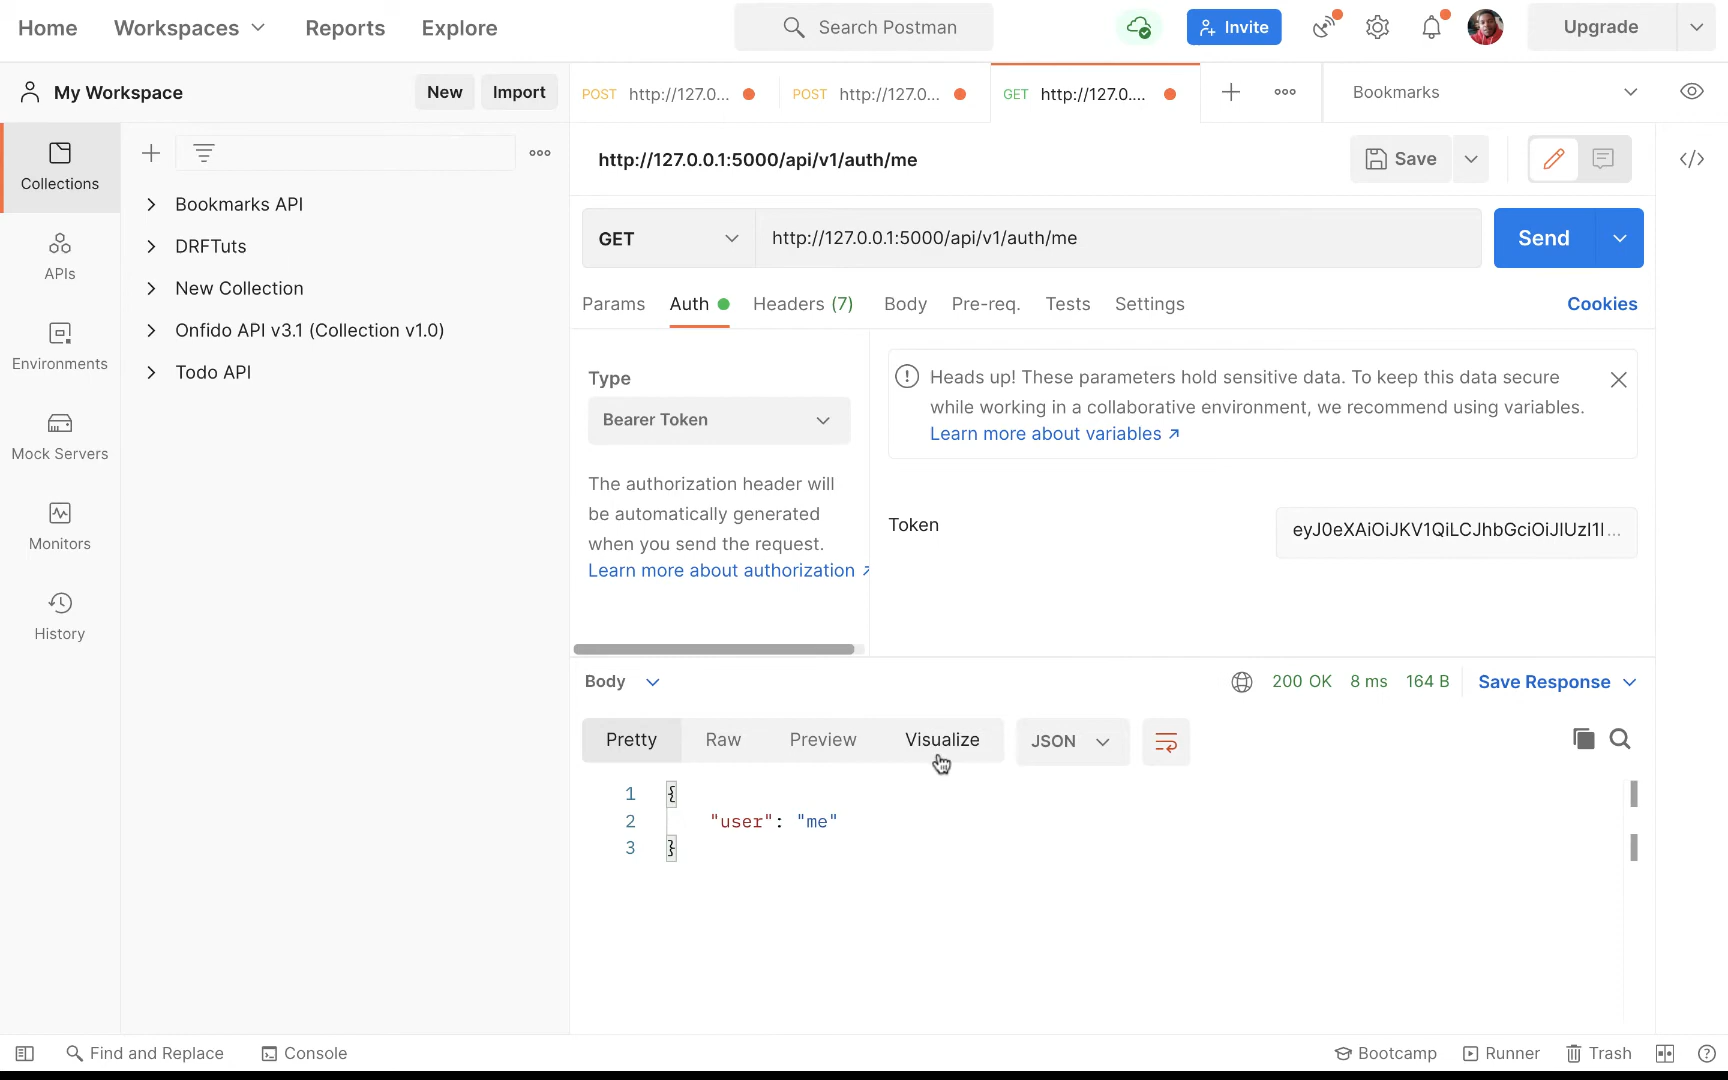 Home Workspaces Reports Explore Search Postman Invite Upgrade
My Workspace New Import POST http://127.0... POST http://127.0... GET http://127.0.... Bookmarks
http://127.0.0.1:5000/api/v1/auth/me Save
Collections
APIs
Environments
Mock Servers
Monitors
History
Bookmarks API
DRFTuts
New Collection
Onfido API v3.1 (Collection v1.0)
Todo API
GET http://127.0.0.1:5000/api/v1/auth/me Send
Params Auth Headers (7) Body Pre-req. Tests Settings Cookies
Type
Bearer Token
The authorization header will
be automatically generated
when you send the request.
Learn more about authorization
Heads up! These parameters hold sensitive data. To keep this data secure
while working in a collaborative environment, we recommend using variables.
Learn more about variables
Token eyJ0eXAiOiJKV1QiLCJhbGciOiJIUzI1I...
Body 200 OK 8 ms 164 B Save Response
Pretty Raw Preview Visualize JSON
1 {
2 "user": "me"
3 }
Find and Replace Console Bootcamp Runner Trash